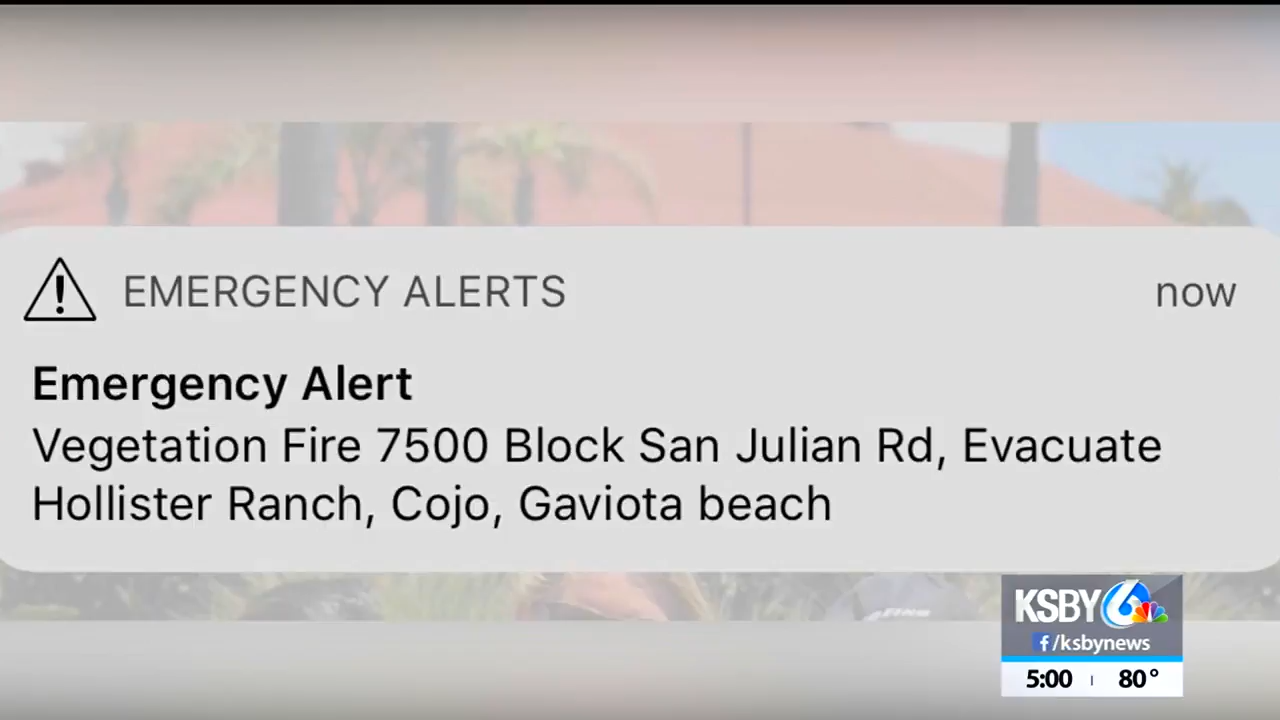 EMERGENCY ALERTS
now
Emergency Alert
Vegetation Fire 7500 Block San Julian Rd, Evacuate
Hollister Ranch, Cojo, Gaviota beach
KSBY 6
f/ksbynews
5:00 80°